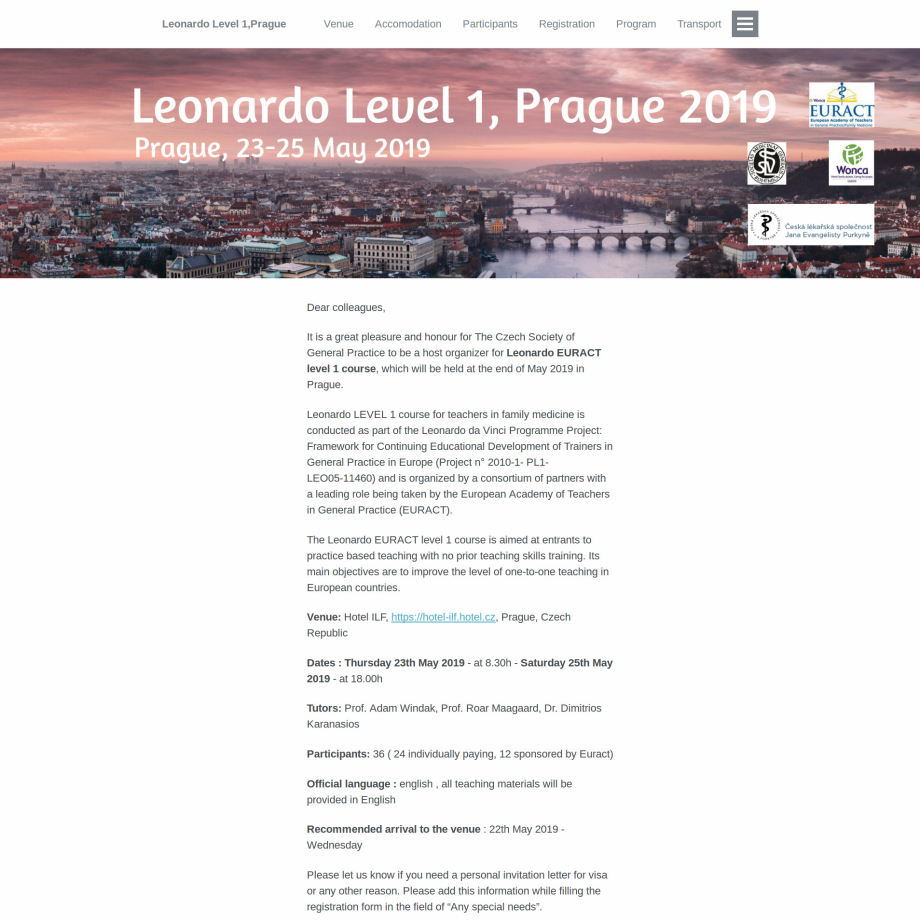 Leonardo Level 1,Prague
Venue
Accomodation
Participants
Registration
Program
Transport
Leonardo Level 1, Prague 2019
Prague, 23-25 May 2019
Wonca
EURACT
European Academy of Teachers
in General Practice/Family Medicine
Wonca
Česká lékařská společnost
Jana Evangelisty Purkyně
Dear colleagues,
It is a great pleasure and honour for The Czech Society of
General Practice to be a host organizer for Leonardo EURACT
level 1 course, which will be held at the end of May 2019 in
Prague.
Leonardo LEVEL 1 course for teachers in family medicine is
conducted as part of the Leonardo da Vinci Programme Project:
Framework for Continuing Educational Development of Trainers in
General Practice in Europe (Project n° 2010-1- PL1-
LEO05-11460) and is organized by a consortium of partners with
a leading role being taken by the European Academy of Teachers
in General Practice (EURACT).
The Leonardo EURACT level 1 course is aimed at entrants to
practice based teaching with no prior teaching skills training. Its
main objectives are to improve the level of one-to-one teaching in
European countries.
Venue: Hotel ILF, https://hotel-ilf.hotel.cz, Prague, Czech
Republic
Dates : Thursday 23th May 2019 - at 8.30h - Saturday 25th May
2019 - at 18.00h
Tutors: Prof. Adam Windak, Prof. Roar Maagaard, Dr. Dimitrios
Karanasios
Participants: 36 ( 24 individually paying, 12 sponsored by Euract)
Official language : english , all teaching materials will be
provided in English
Recommended arrival to the venue : 22th May 2019 -
Wednesday
Please let us know if you need a personal invitation letter for visa
or any other reason. Please add this information while filling the
registration form in the field of “Any special needs”.